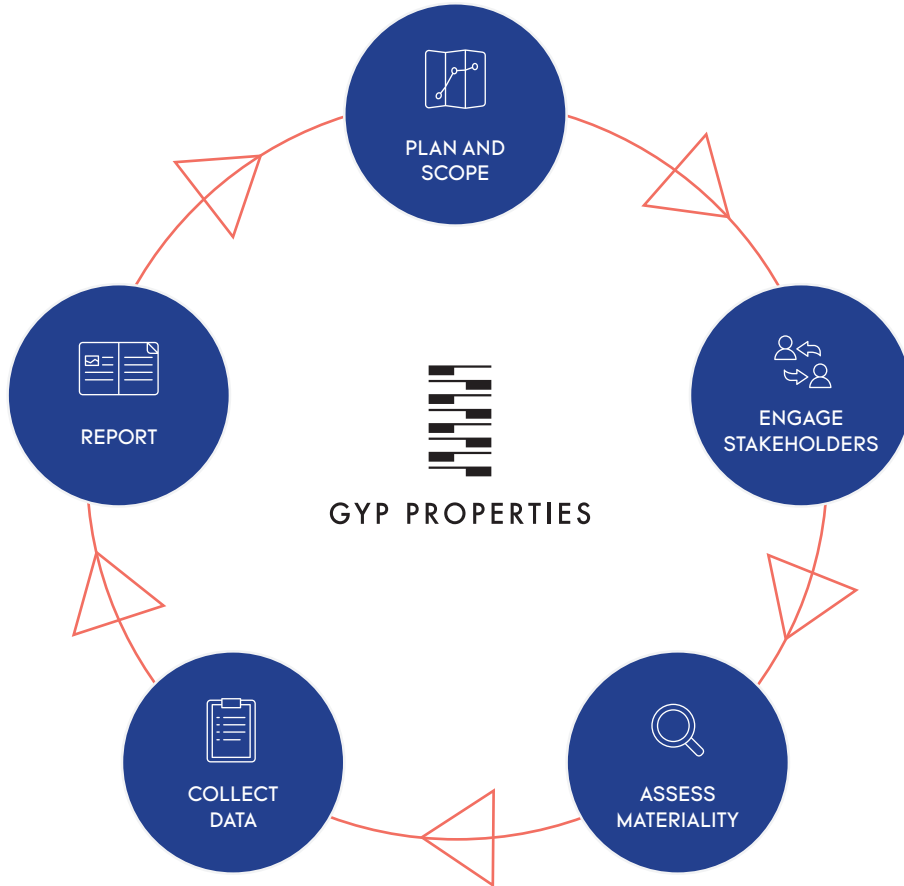 PLAN AND
SCOPE
ENGAGE
STAKEHOLDERS
ASSESS
MATERIALITY
COLLECT
DATA
REPORT
GYP PROPERTIES